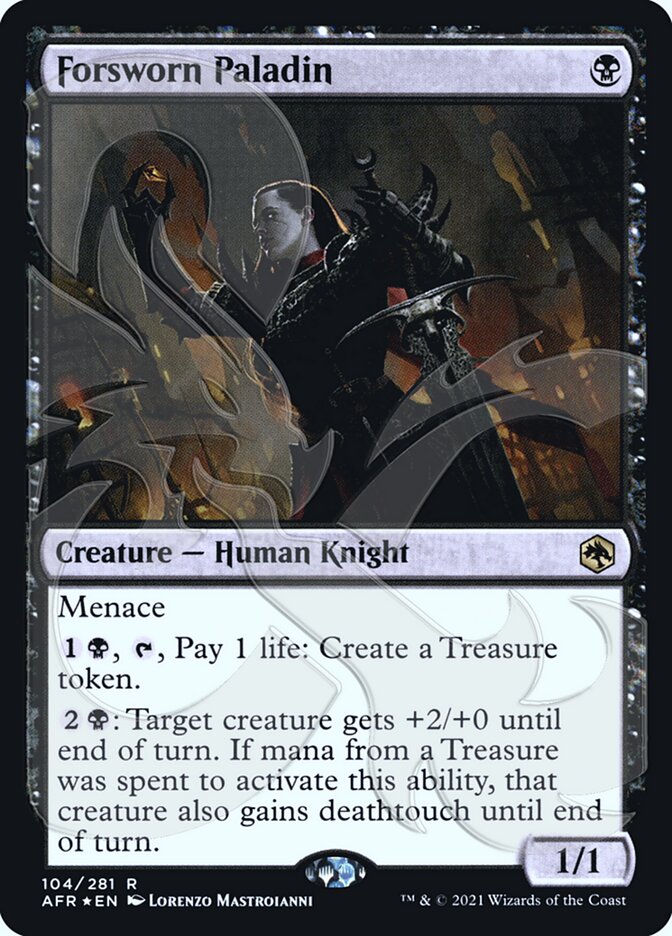 Forsworn Paladin
Creature — Human Knight
Menace
1 , , Pay 1 life: Create a Treasure
token.
2 : Target creature gets +2/+0 until
end of turn. If mana from a Treasure
was spent to activate this ability, that
creature also gains deathtouch until end
of turn.
1/1
104/281 R
AFR ★ EN Lorenzo Mastroianni
™ & © 2021 Wizards of the Coast